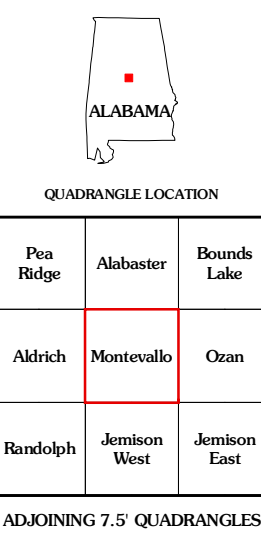 ALABAMA
QUADRANGLE LOCATION
Pea
Ridge
Alabaster
Bounds
Lake
Aldrich
Montevallo
Ozan
Randolph
Jemison
West
Jemison
East
ADJOINING 7.5' QUADRANGLES